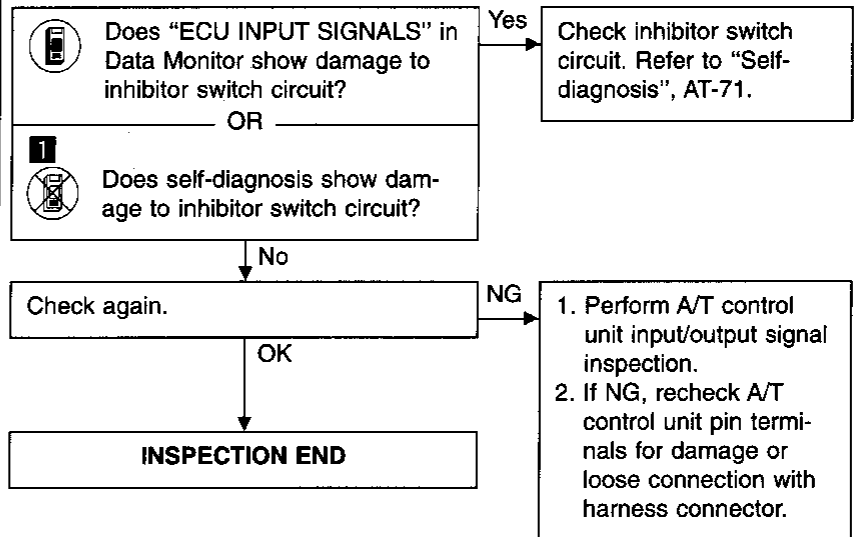 Does “ECU INPUT SIGNALS” in
Data Monitor show damage to
inhibitor switch circuit?
OR
1
Does self-diagnosis show dam-
age to inhibitor switch circuit?
Yes
Check inhibitor switch
circuit. Refer to “Self-
diagnosis”, AT-71.
No
Check again.
NG
1. Perform A/T control
unit input/output signal
inspection.
2. If NG, recheck A/T
control unit pin termi-
nals for damage or
loose connection with
harness connector.
OK
INSPECTION END